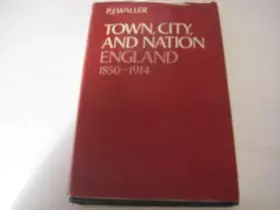 P.J.WALLER
TOWN, CITY,
AND NATION
ENGLAND
1850-1914